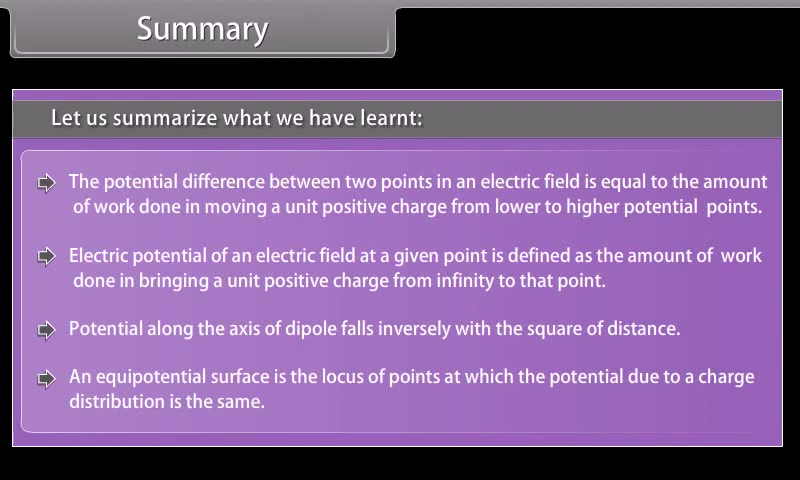 Summary
Let us summarize what we have learnt:
The potential difference between two points in an electric field is equal to the amount
of work done in moving a unit positive charge from lower to higher potential points.
Electric potential of an electric field at a given point is defined as the amount of work
done in bringing a unit positive charge from infinity to that point.
Potential along the axis of dipole falls inversely with the square of distance.
An equipotential surface is the locus of points at which the potential due to a charge
distribution is the same.